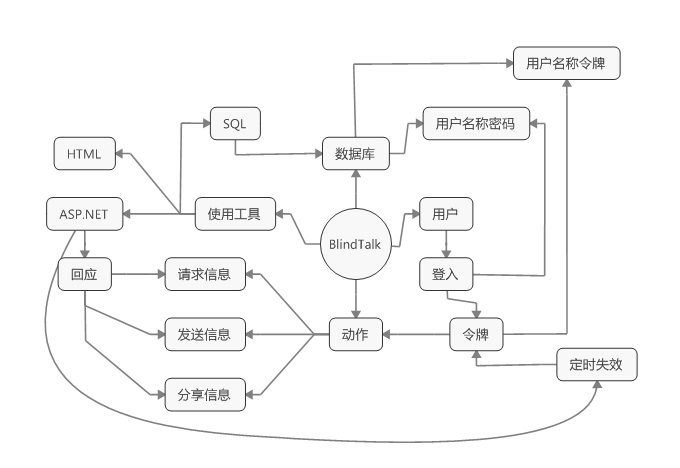 用户名称令牌
SQL
用户名称密码
HTML
数据库
ASP.NET
使用工具
用户
BlindTalk
回应
请求信息
登入
发送信息
动作
令牌
定时失效
分享信息